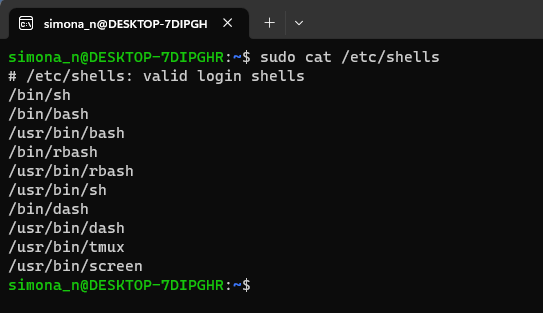 simona_n@DESKTOP-7DIPGH
simona_n@DESKTOP-7DIPGHR:~$ sudo cat /etc/shells
# /etc/shells: valid login shells
/bin/sh
/bin/bash
/usr/bin/bash
/bin/rbash
/usr/bin/rbash
/usr/bin/sh
/bin/dash
/usr/bin/dash
/usr/bin/tmux
/usr/bin/screen
simona_n@DESKTOP-7DIPGHR:~$